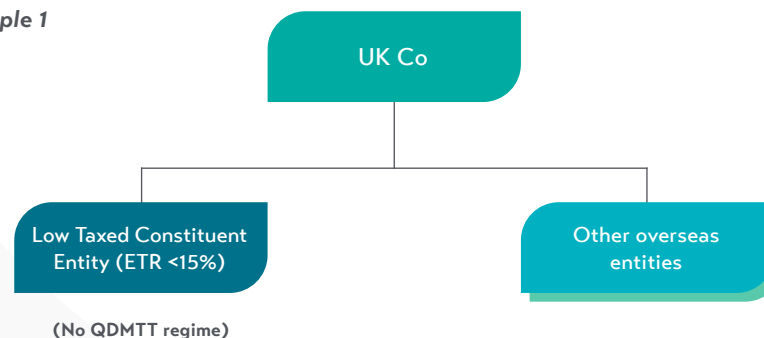 ple 1
UK Co
Low Taxed Constituent
Entity (ETR <15%)
Other overseas
entities
(No QDMTT regime)